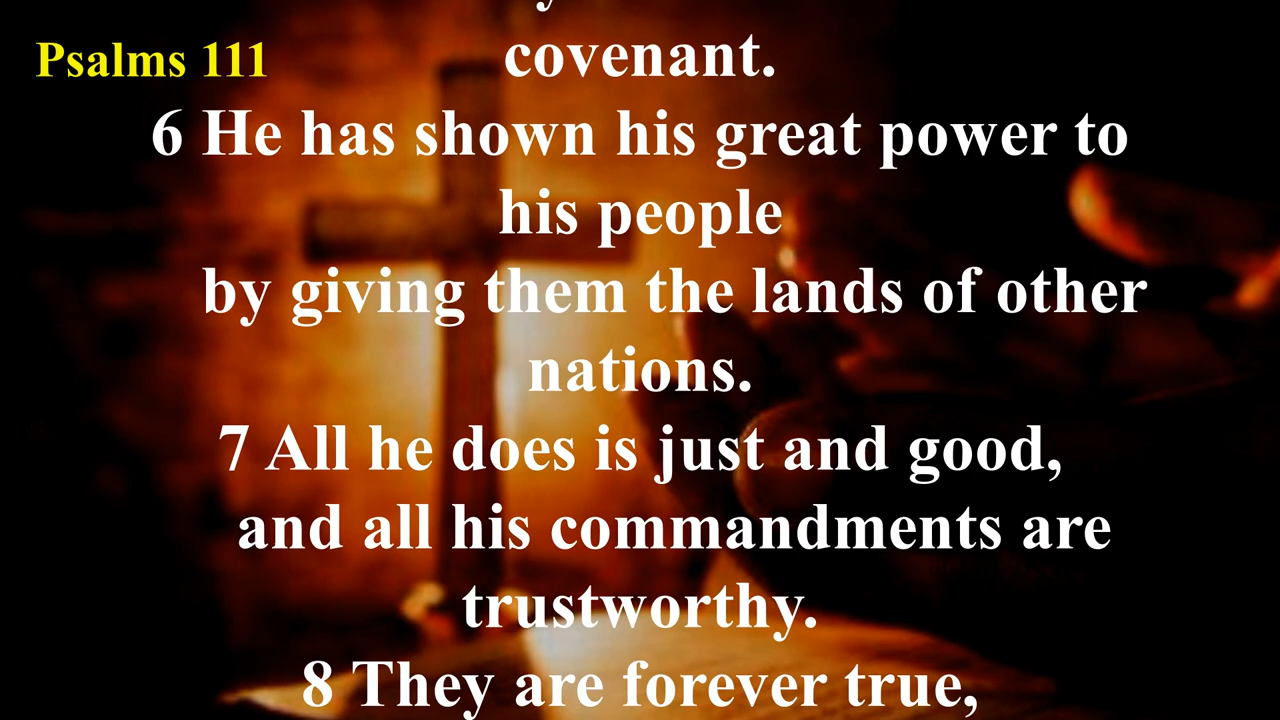 Psalms 111
covenant.
6 He has shown his great power to
his people
by giving them the lands of other
nations.
7 All he does is just and good,
and all his commandments are
trustworthy.
8 They are forever true,